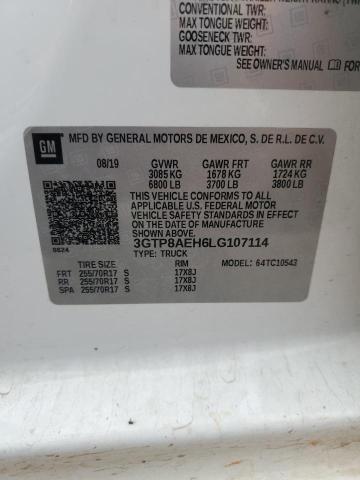 CONVENTIONAL TWR:
MAX TONGUE WEIGHT:
GOOSENECK TWR:
MAX TONGUE WEIGHT:
SEE OWNER'S MANUAL FOR
GM
MFD BY GENERAL MOTORS DE MEXICO, S. DE R.L. DE C.V.
08/19 GVWR GAWR FRT GAWR RR
3085 KG 1678 KG 1724 KG
6800 LB 3700 LB 3800 LB
THIS VEHICLE CONFORMS TO ALL APPLICABLE U.S. FEDERAL MOTOR VEHICLE SAFETY STANDARDS IN EFFECT ON THE DATE OF MANUFACTURE SHOWN ABOVE.
3GTP8AEH6LG107114
0624 TYPE: TRUCK
TIRE SIZE RIM 64TC10543
FRT 255/70R17 S 17X8J
RR 255/70R17 S 17X8J
SPA 255/70R17 S 17X8J